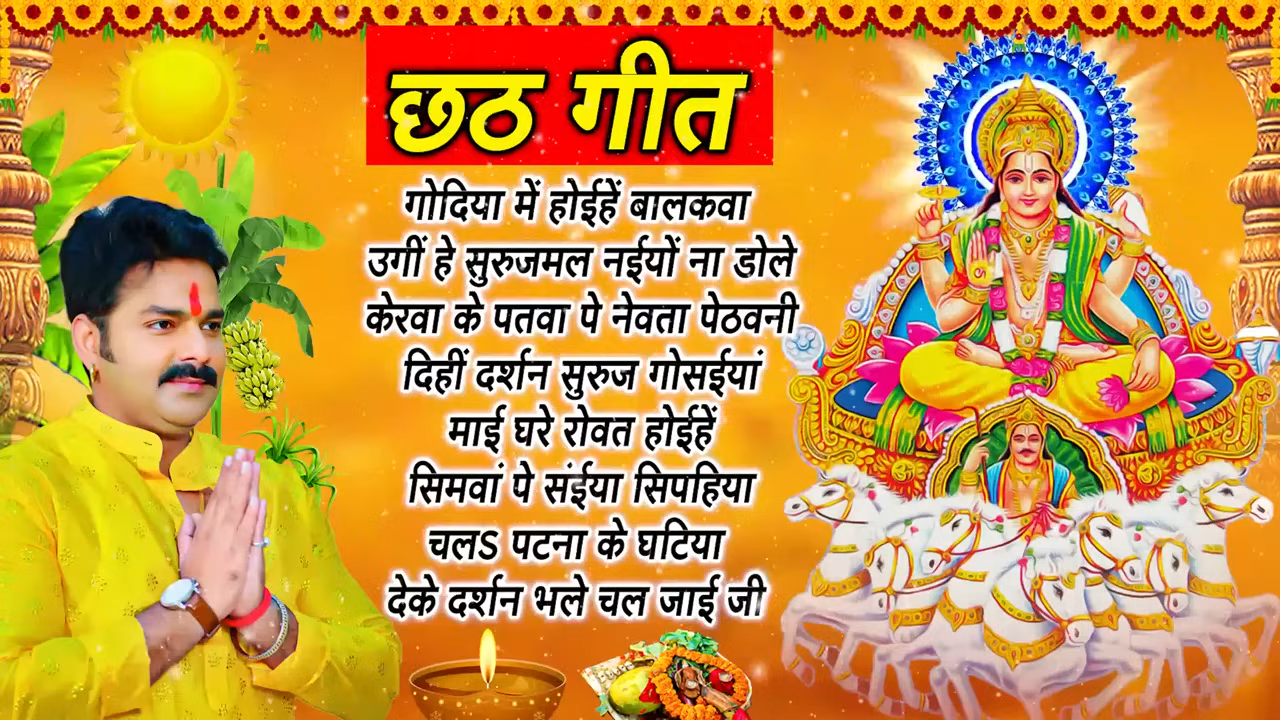 छठ गीत
गोदिया में होईहें बालकवा
उगीं हे सुरुजमल नईयों ना डोले
केरवा के पतवा पे नेवता पेठवनी
दिहीं दर्शन सुरुज गोसईयां
माई घरे रोवत होईहें
सिमवां पे संईया सिपहिया
चलS पटना के घटिया
देके दर्शन भले चल जाई जी